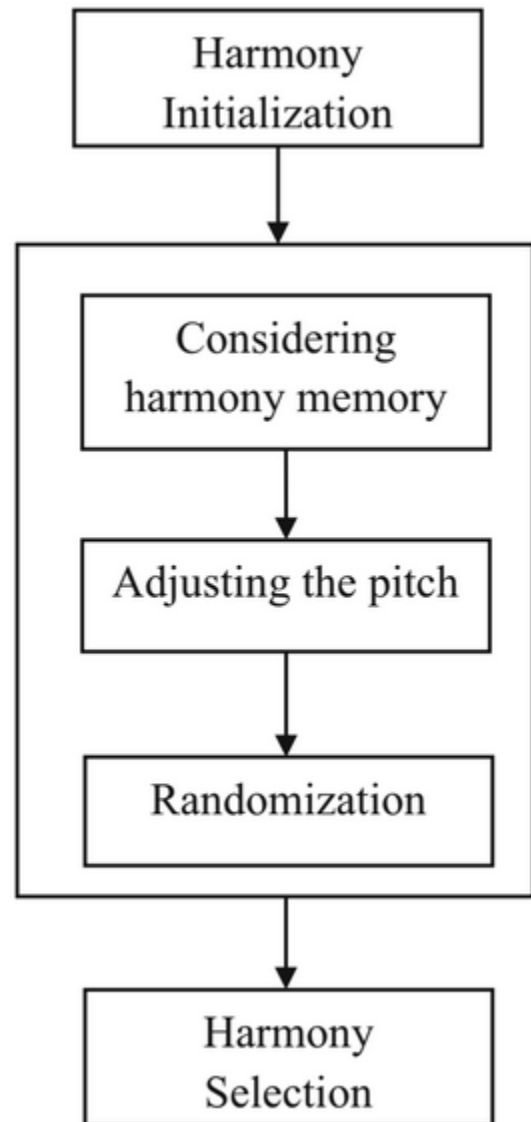 Harmony
Initialization
Considering
harmony memory
Adjusting the pitch
Randomization
Harmony
Selection